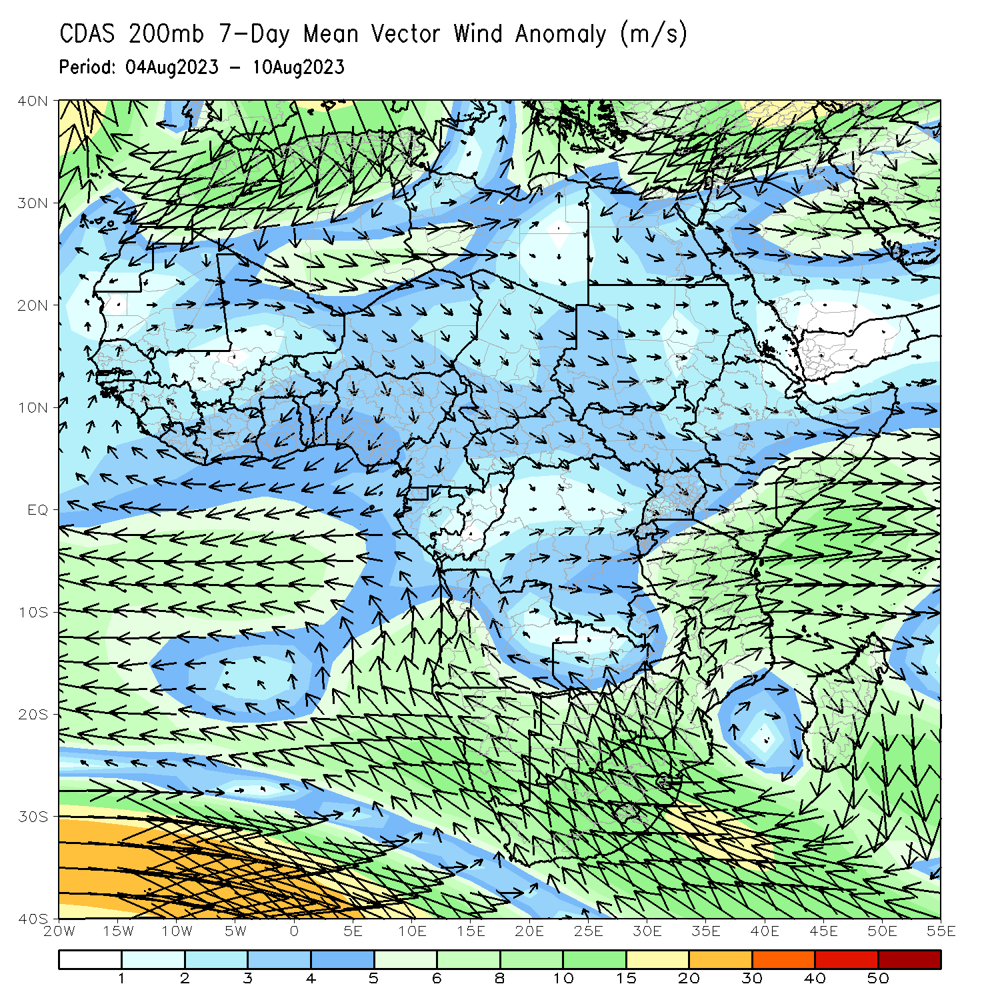 CDAS 200mb 7-Day Mean Vector Wind Anomaly (m/s)
Period: 04Aug2023 - 10Aug2023
40N
30N
20N
10N
EQ
10S
20S
30S
40S
20W 15W 10W 5W 0 5E 10E 15E 20E 25E 30E 35E 40E 45E 50E 55E
1 2 3 4 5 6 8 10 15 20 30 40 50